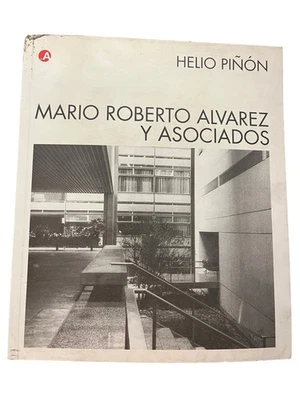 A
HELIO PIÑÓN
MARIO ROBERTO ALVAREZ
Y ASOCIADOS